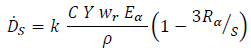 Ḋ_S = k (C Y w_r E_α)/ρ (1 − 3R_α/S)